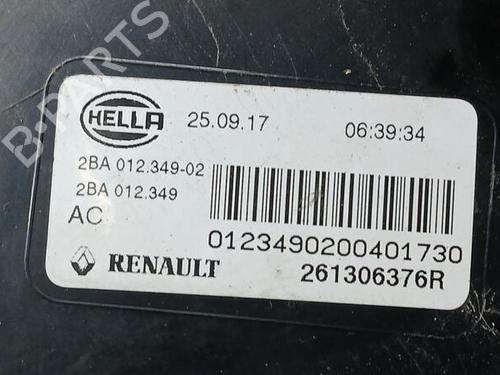 B-PARTS
HELLA
25.09.17 06:39:34
2BA 012.349-02
2BA 012.349
AC
0123490200401730
RENAULT
261306376R